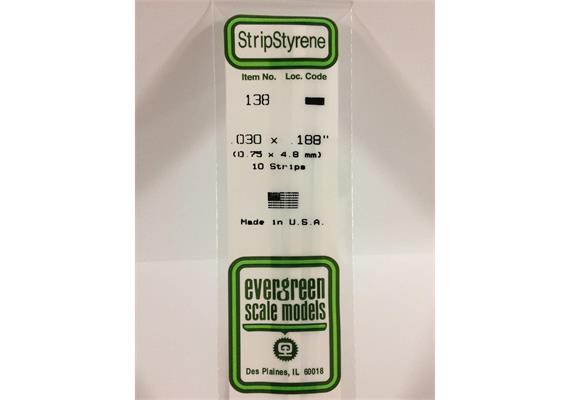 StripStyrene
Item No. Loc. Code
138
.030 x .188"
(0.75 x 4.8 mm)
10 Strips
Made in U.S.A.
evergreen
scale models
Des Plaines, IL 60018